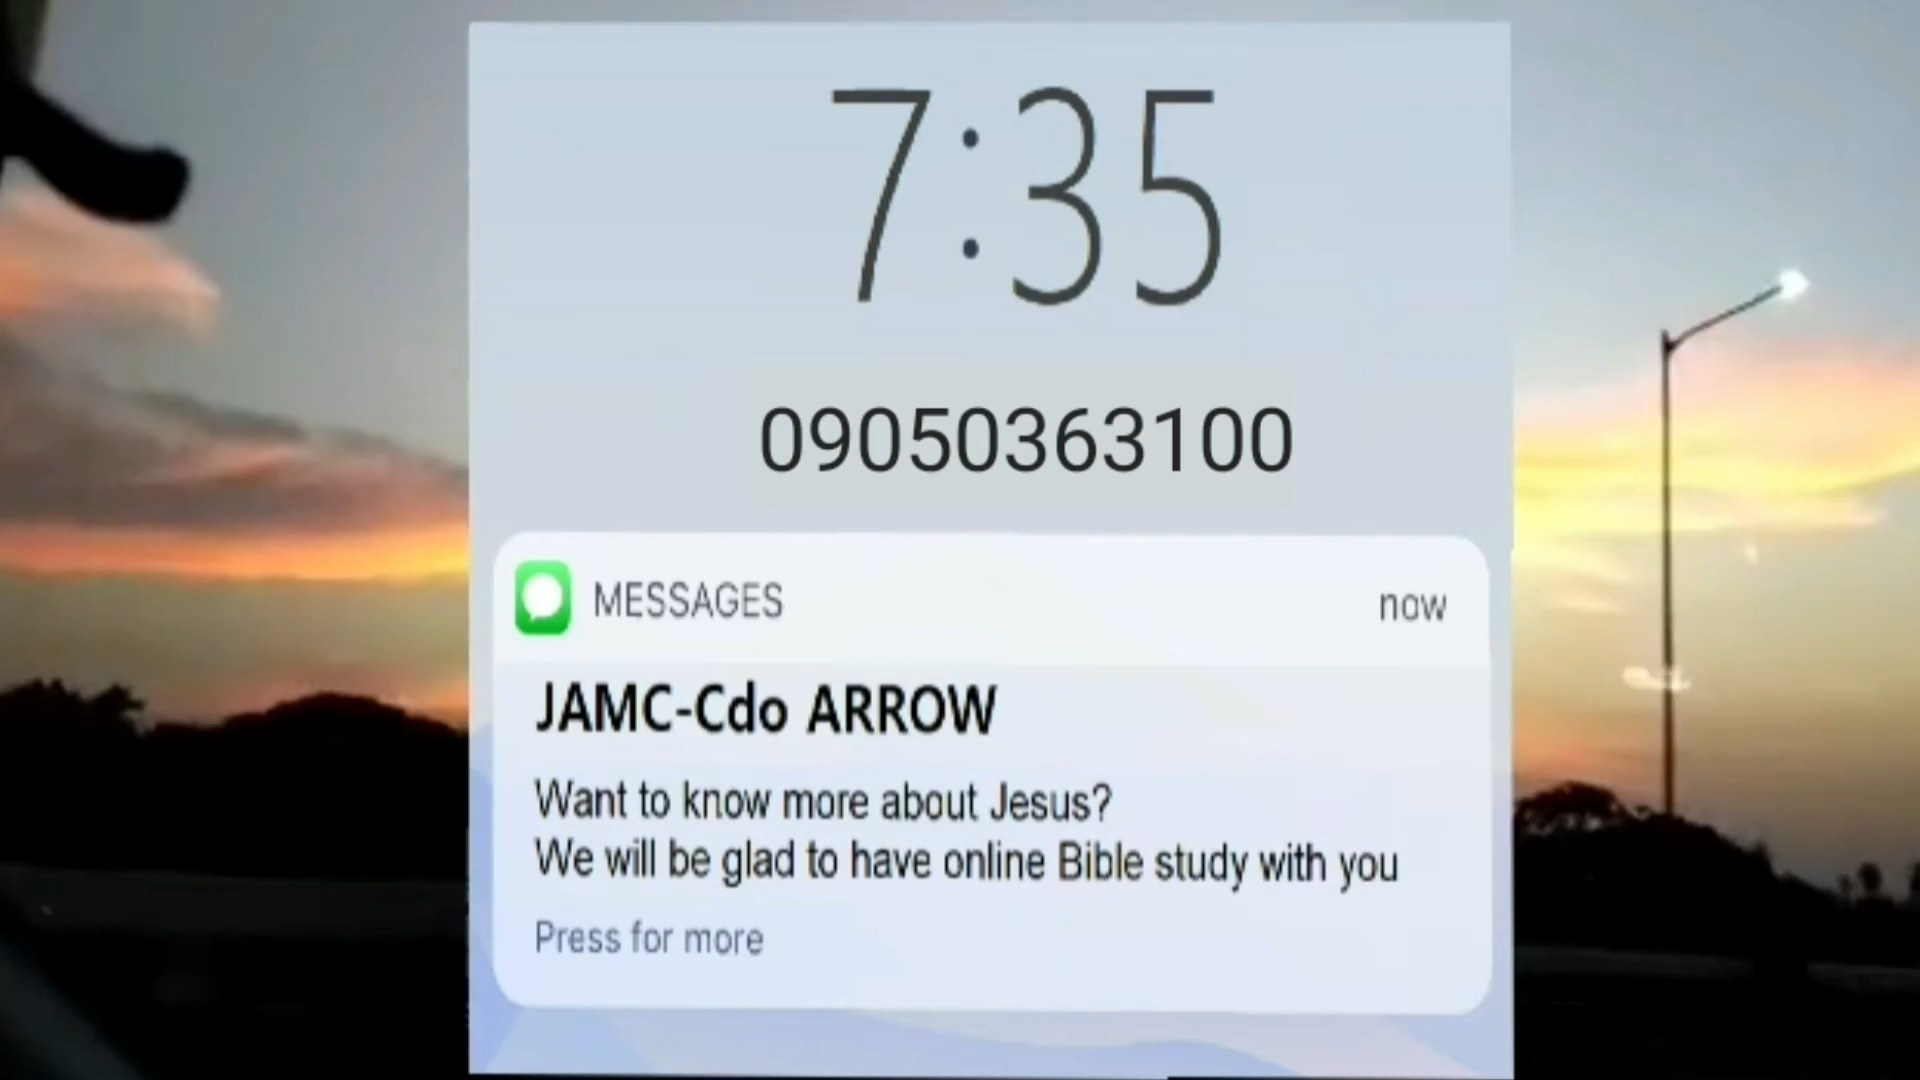 7:35
09050363100
MESSAGES
now
JAMC-Cdo ARROW
Want to know more about Jesus?
We will be glad to have online Bible study with you
Press for more